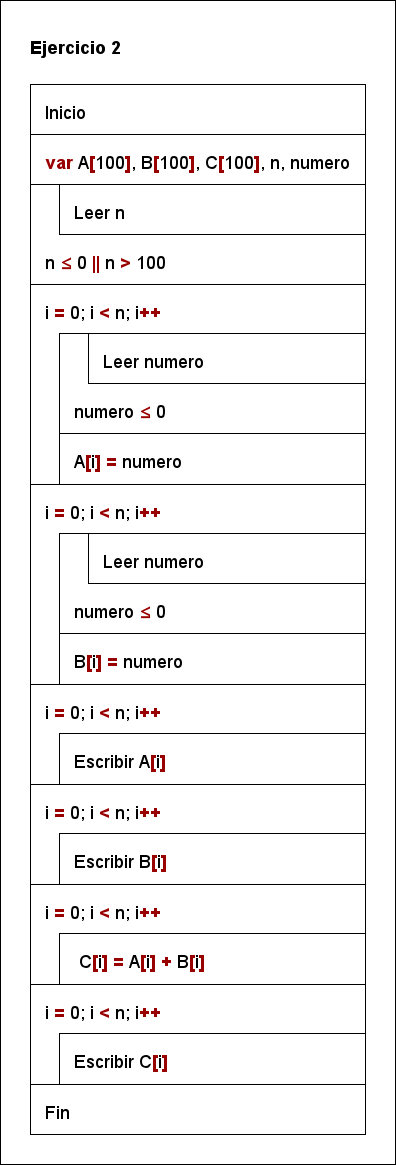 Ejercicio 2
Inicio
var A[100], B[100], C[100], n, numero
Leer n
n ≤ 0 || n > 100
i = 0; i < n; i++
Leer numero
numero ≤ 0
A[i] = numero
i = 0; i < n; i++
Leer numero
numero ≤ 0
B[i] = numero
i = 0; i < n; i++
Escribir A[i]
i = 0; i < n; i++
Escribir B[i]
i = 0; i < n; i++
C[i] = A[i] + B[i]
i = 0; i < n; i++
Escribir C[i]
Fin